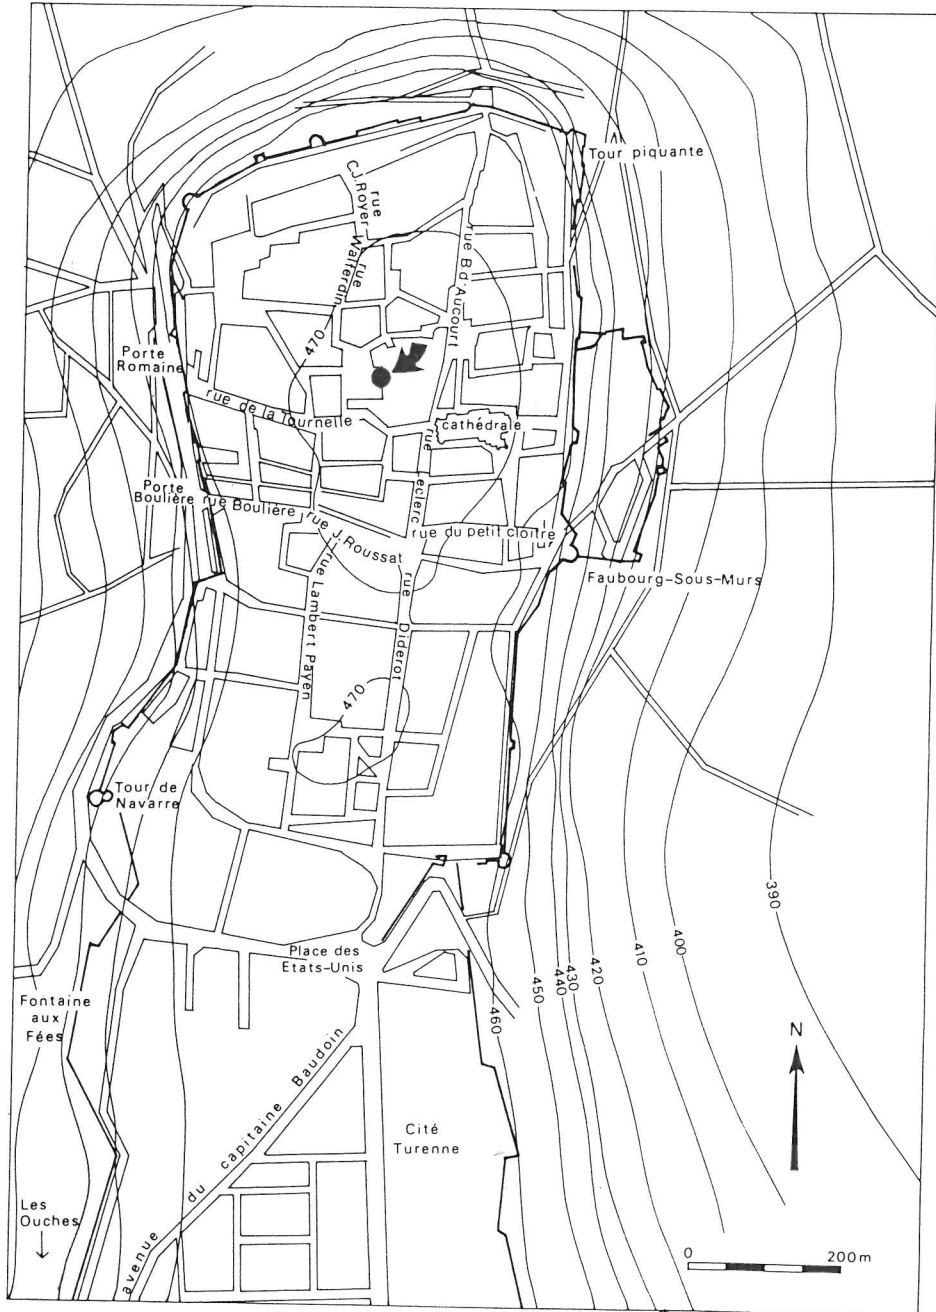 Tour piquante
rue
C.J. Royer
rue
Walferdin
rue B.d'Aucourt
470
Porte
Romaine
rue de la Tournelle
cathédrale
rue
Leclerc
Porte
Boulière
rue Boulière
rue J. Roussat
rue du petit cloître
Faubourg-Sous-Murs
rue Lambert Payen
rue
Diderot
470
Tour de
Navarre
390
400
410
420
430
440
450
460
Place des
Etats-Unis
Fontaine
aux
Fées
N
avenue du capitaine Baudoin
Cité
Turenne
Les
Ouches
0 200m